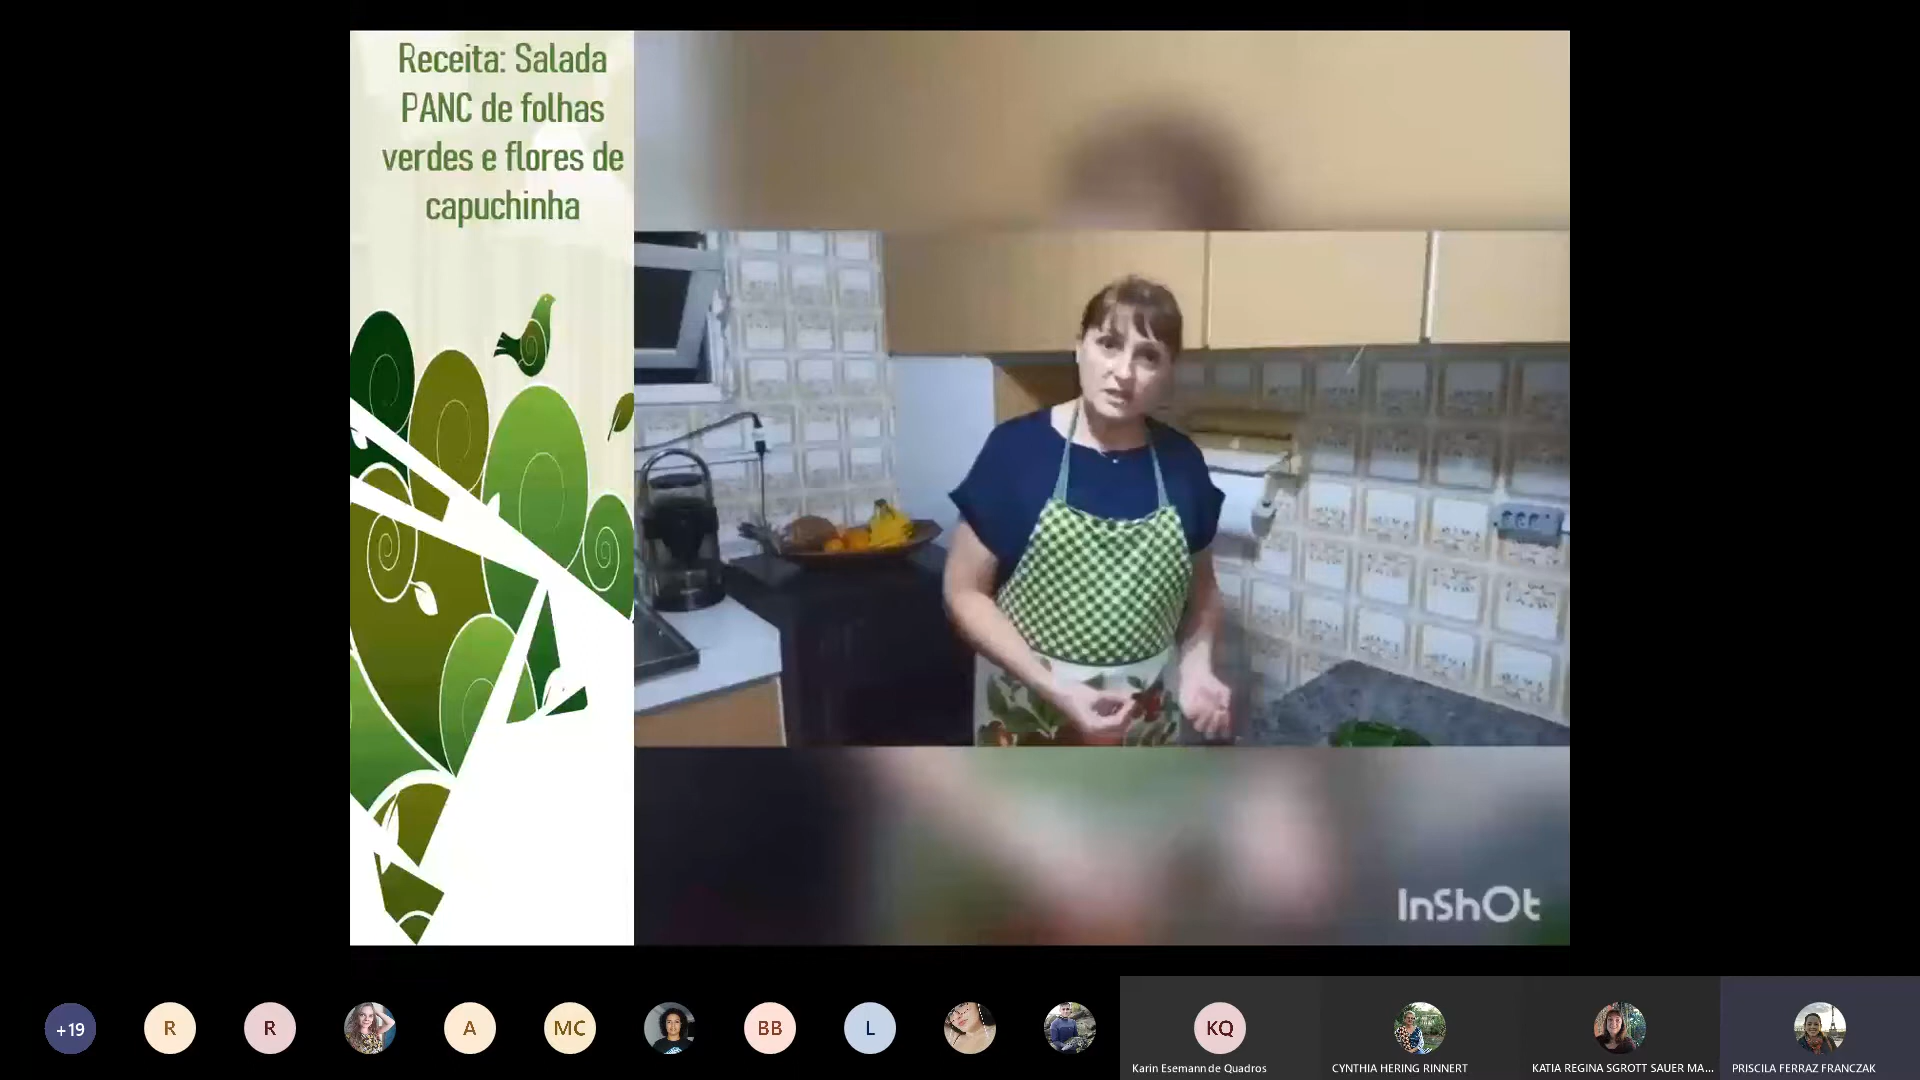 Receita: Salada
PANC de folhas
verdes e flores de
capuchinha
InShOt
+19
R
R
A
MC
BB
L
KQ
Karin Esemann de Quadros
CYNTHIA HERING RINNERT
KATIA REGINA SGROTT SAUER MA...
PRISCILA FERRAZ FRANCZAK